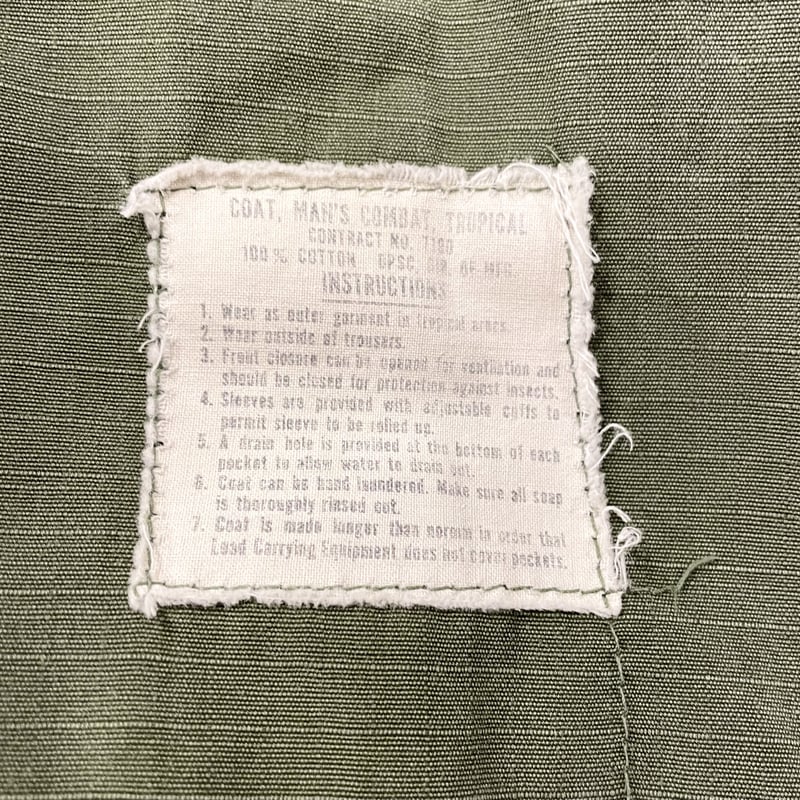 COAT, MAN'S COMBAT, TROPICAL
CONTRACT NO. 7180
100 % COTTON DPSC, DIR. OF MFG.
INSTRUCTIONS
1. Wear as outer garment in tropical areas.
2. Wear outside of trousers.
3. Front closure can be opened for ventilation and
should be closed for protection against insects.
4. Sleeves are provided with adjustable cuffs to
permit sleeve to be rolled up.
5. A drain hole is provided at the bottom of each
pocket to allow water to drain out.
6. Coat can be hand laundered. Make sure all soap
is thoroughly rinsed out.
7. Coat is made longer than normal in order that
Load Carrying Equipment does not cover pockets.